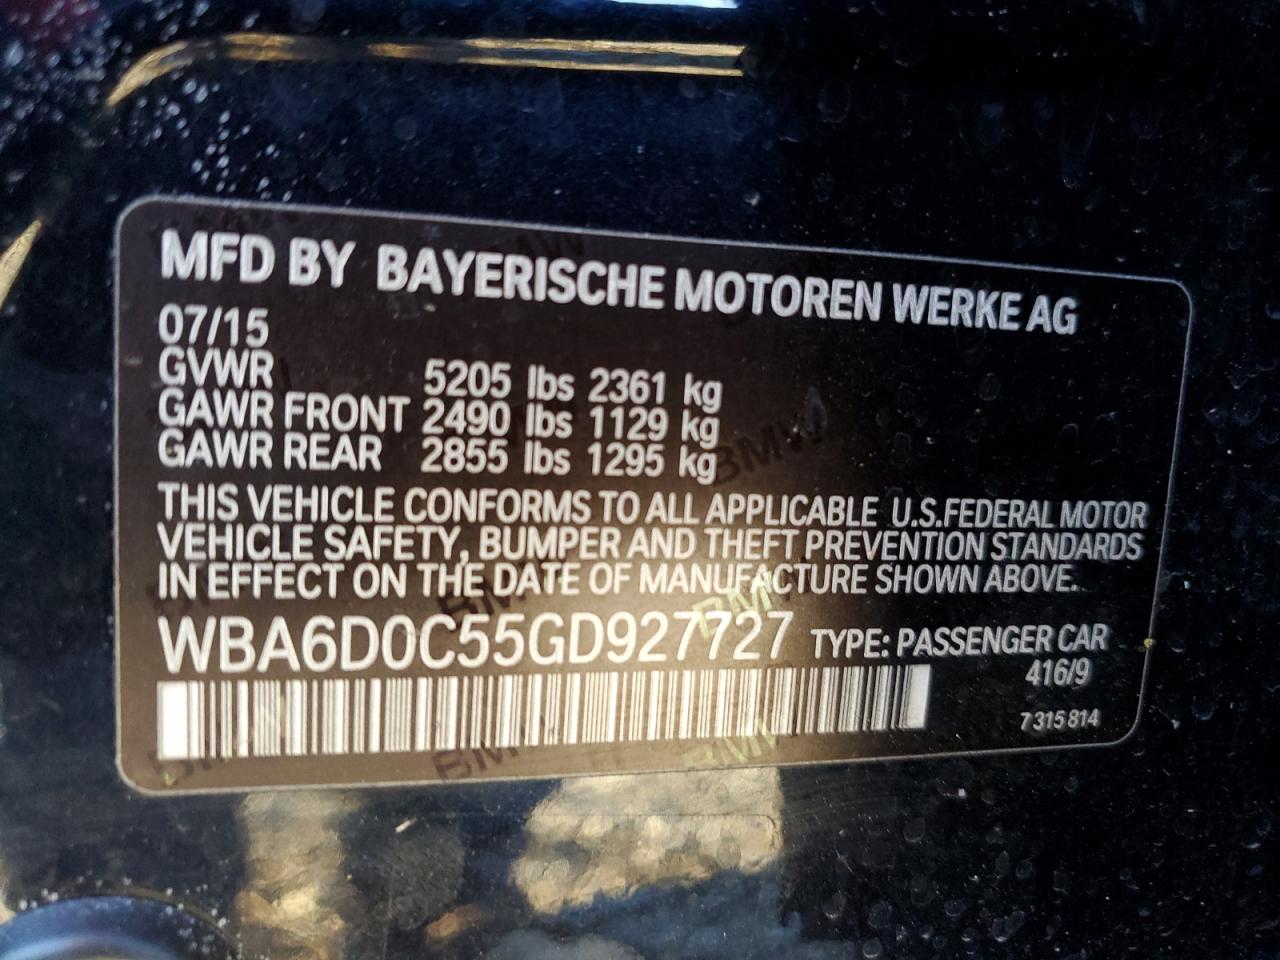 MFD BY BAYERISCHE MOTOREN WERKE AG
07/15
GVWR 5205 lbs 2361 kg
GAWR FRONT 2490 lbs 1129 kg
GAWR REAR 2855 lbs 1295 kg
THIS VEHICLE CONFORMS TO ALL APPLICABLE U.S.FEDERAL MOTOR
VEHICLE SAFETY, BUMPER AND THEFT PREVENTION STANDARDS
IN EFFECT ON THE DATE OF MANUFACTURE SHOWN ABOVE.
WBA6D0C55GD927727 TYPE: PASSENGER CAR
416/9
7 315 814